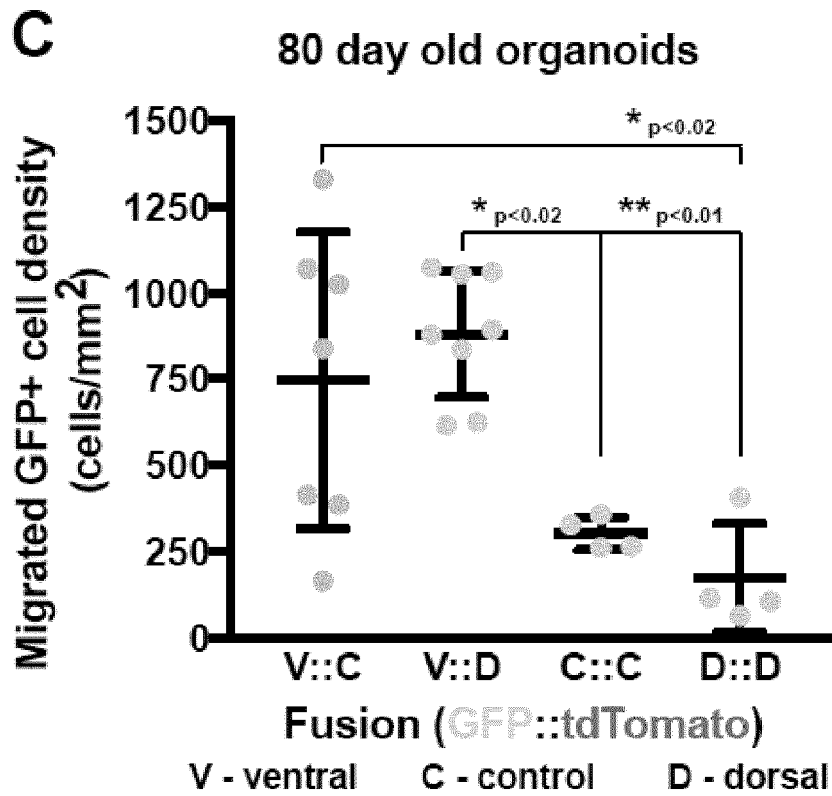 C
80 day old organoids
Migrated GFP+ cell density
(cells/mm²)
1500
1250
1000
750
500
250
0
* p<0.02
* p<0.02
** p<0.01
V::C V::D C::C D::D
Fusion (GFP::tdTomato)
V - ventral C - control D - dorsal